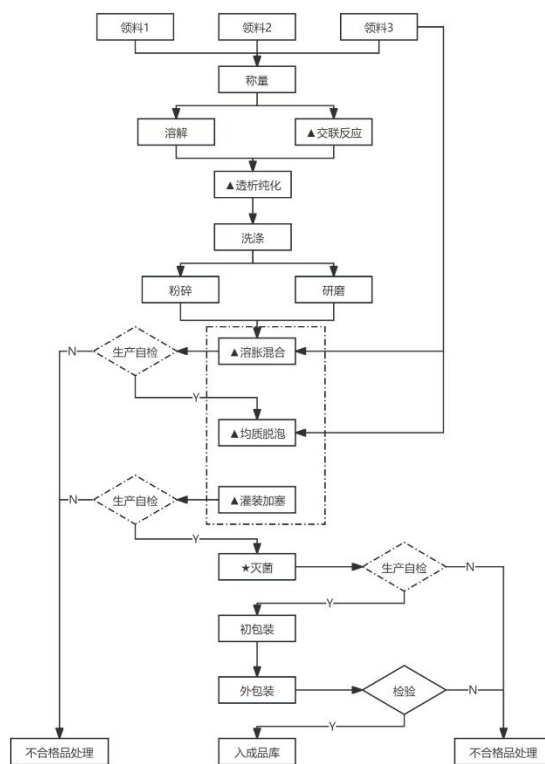 领料1
领料2
领料3
称量
溶解
▲交联反应
▲透析纯化
洗涤
粉碎
研磨
N
生产自检
▲溶胀混合
Y
▲均质脱泡
N
生产自检
▲灌装加塞
Y
★灭菌
生产自检
N
Y
初包装
外包装
检验
N
Y
不合格品处理
入成品库
不合格品处理